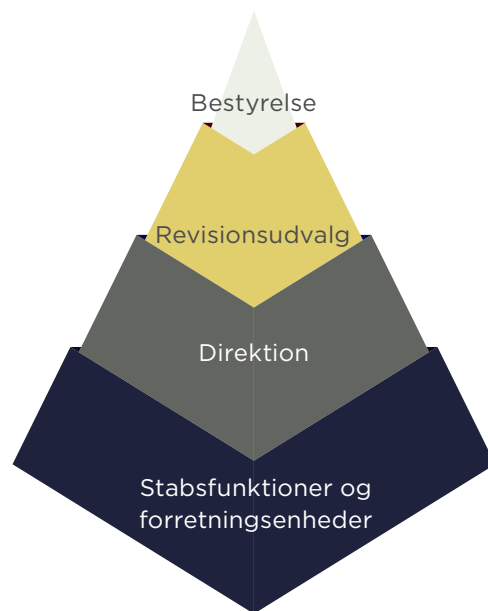 Bestyrelse
Revisionsudvalg
Direktion
Stabsfunktioner og
forretningsenheder